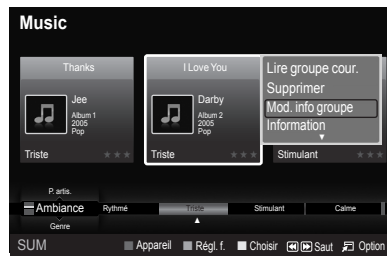 Music
Thanks
Jee
Album 1
2005
Pop
Triste
I Love You
Darby
Album 2
2005
Pop
Triste
Lire groupe cour.
Supprimer
Mod. info groupe
Information
Stimulant
P. artis.
Ambiance
Genre
Rythmé
Triste
Stimulant
Calme
SUM
Appareil
Régl. f.
Choisir
Saut
Option